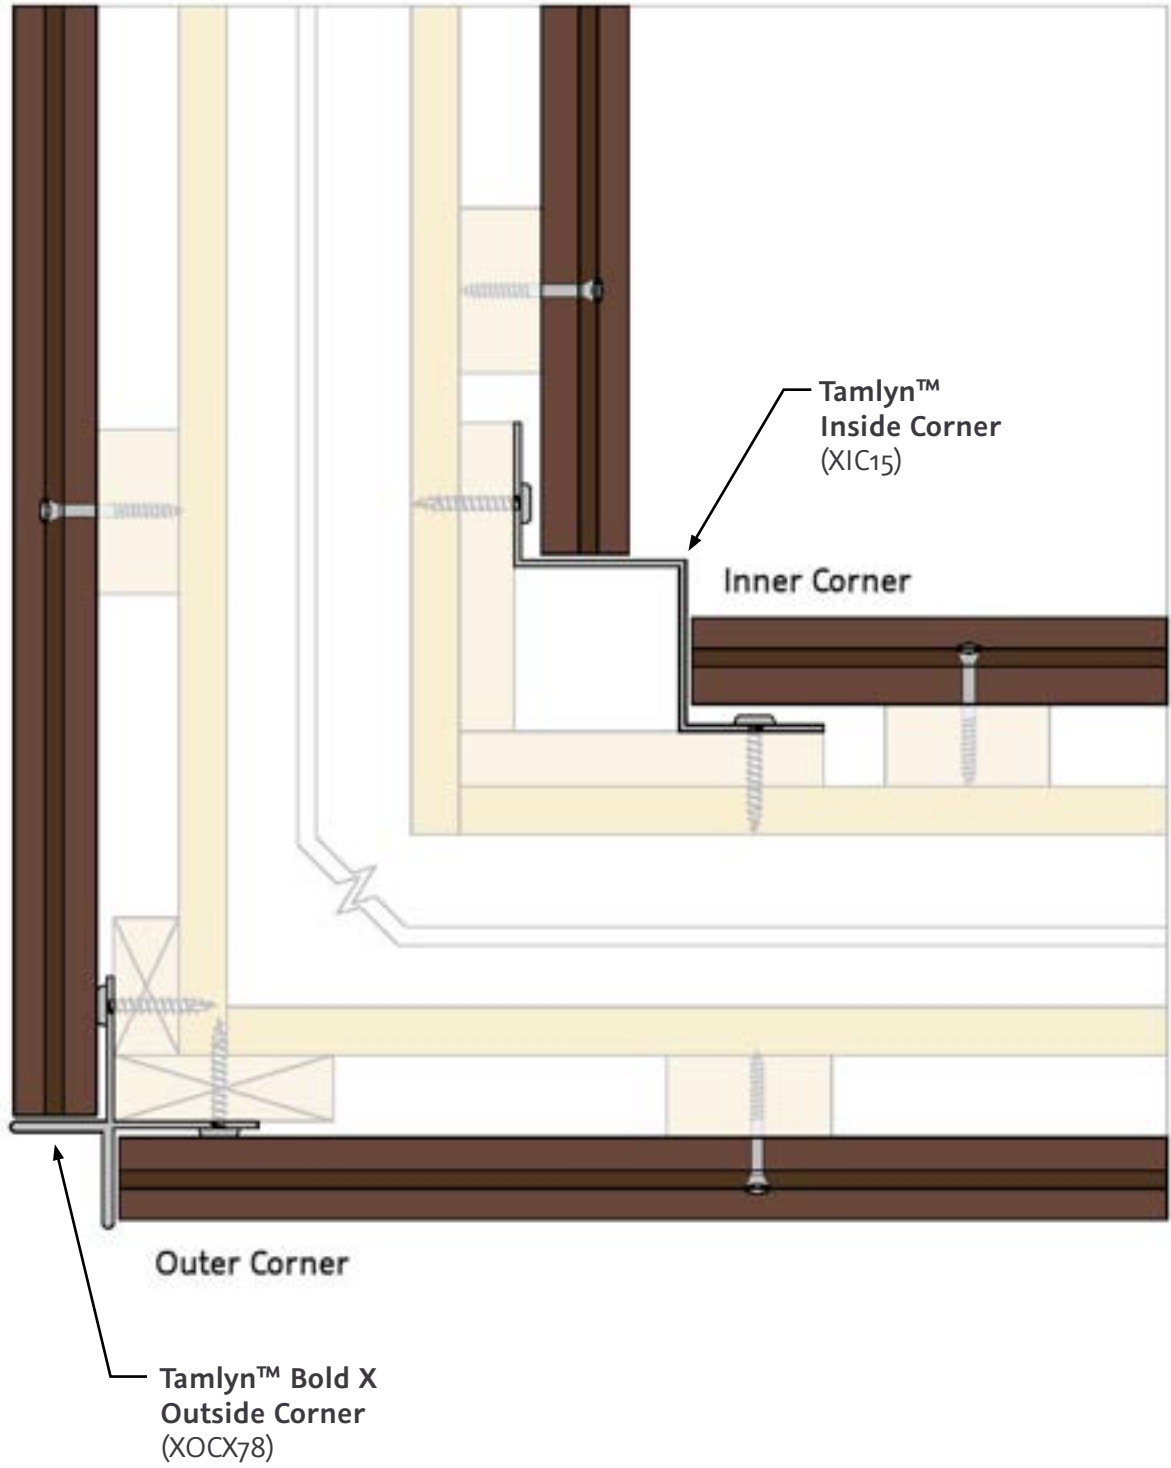 Tamlyn™
Inside Corner
(XIC15)
Inner Corner
Outer Corner
Tamlyn™ Bold X
Outside Corner
(XOCX78)